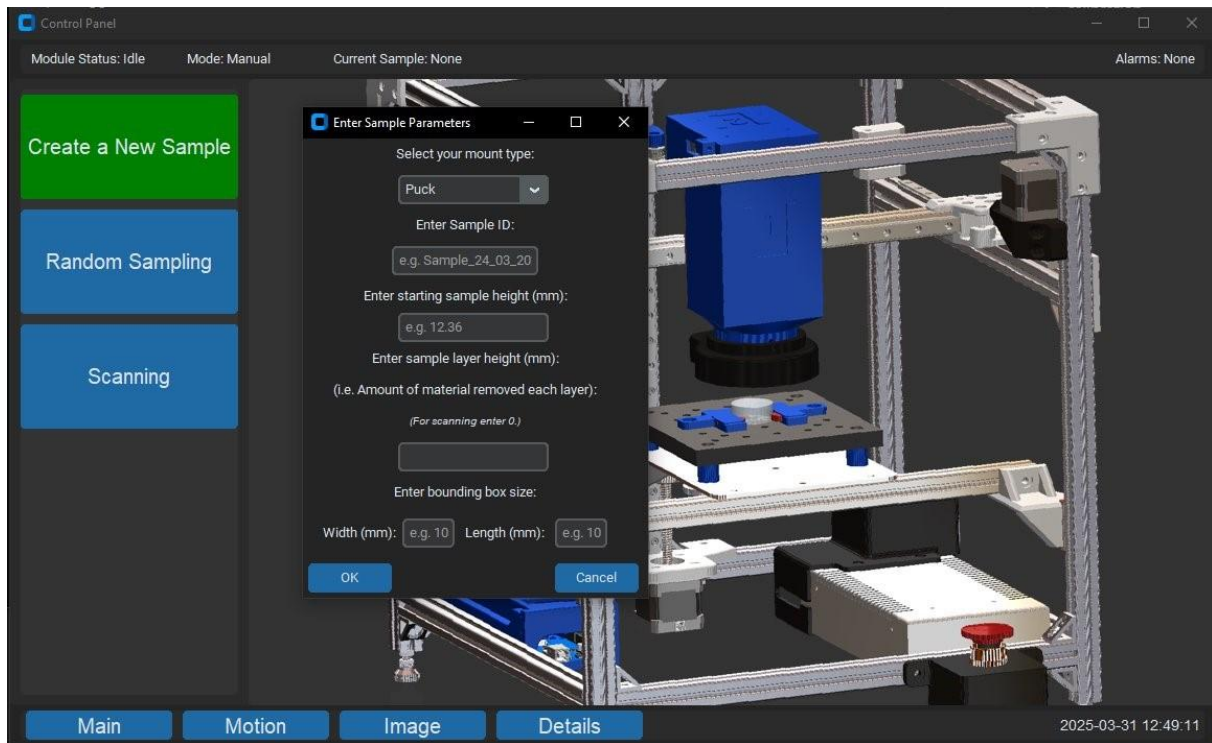 Control Panel
Module Status: Idle
Mode: Manual
Current Sample: None
Alarms: None
Create a New Sample
Random Sampling
Scanning
Enter Sample Parameters
Select your mount type:
Puck
Enter Sample ID:
e.g. Sample_24_03_20
Enter starting sample height (mm):
e.g. 12.36
Enter sample layer height (mm):
(i.e. Amount of material removed each layer):
(For scanning enter 0.)
Enter bounding box size:
Width (mm): e.g. 10 Length (mm): e.g. 10
OK
Cancel
Main
Motion
Image
Details
2025-03-31 12:49:11